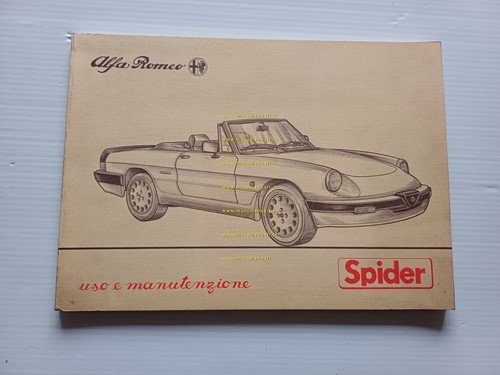 Alfa Romeo
uso e manutenzione
Spider